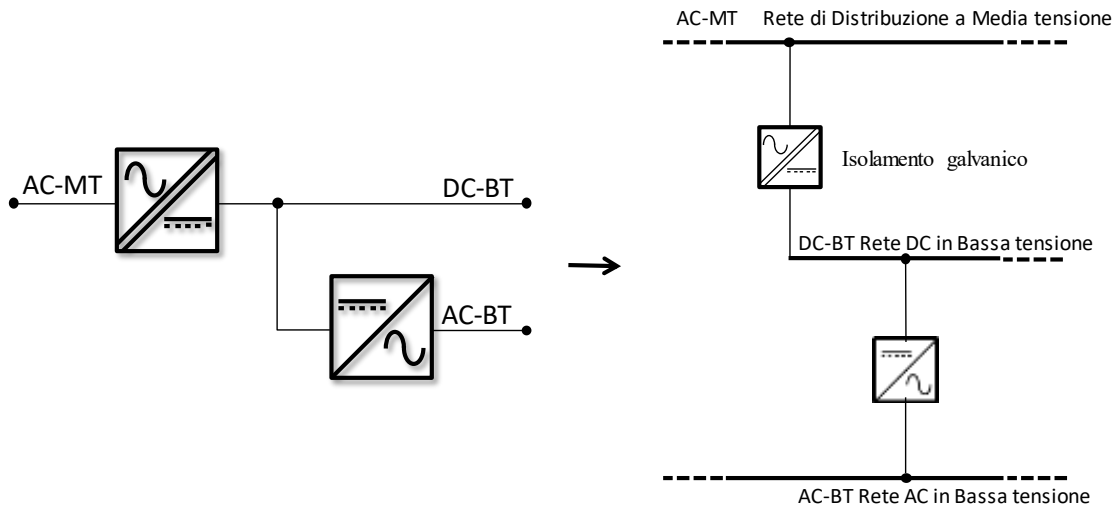 AC-MT
DC-BT
AC-BT
AC-MT Rete di Distribuzione a Media tensione
Isolamento galvanico
DC-BT Rete DC in Bassa tensione
AC-BT Rete AC in Bassa tensione